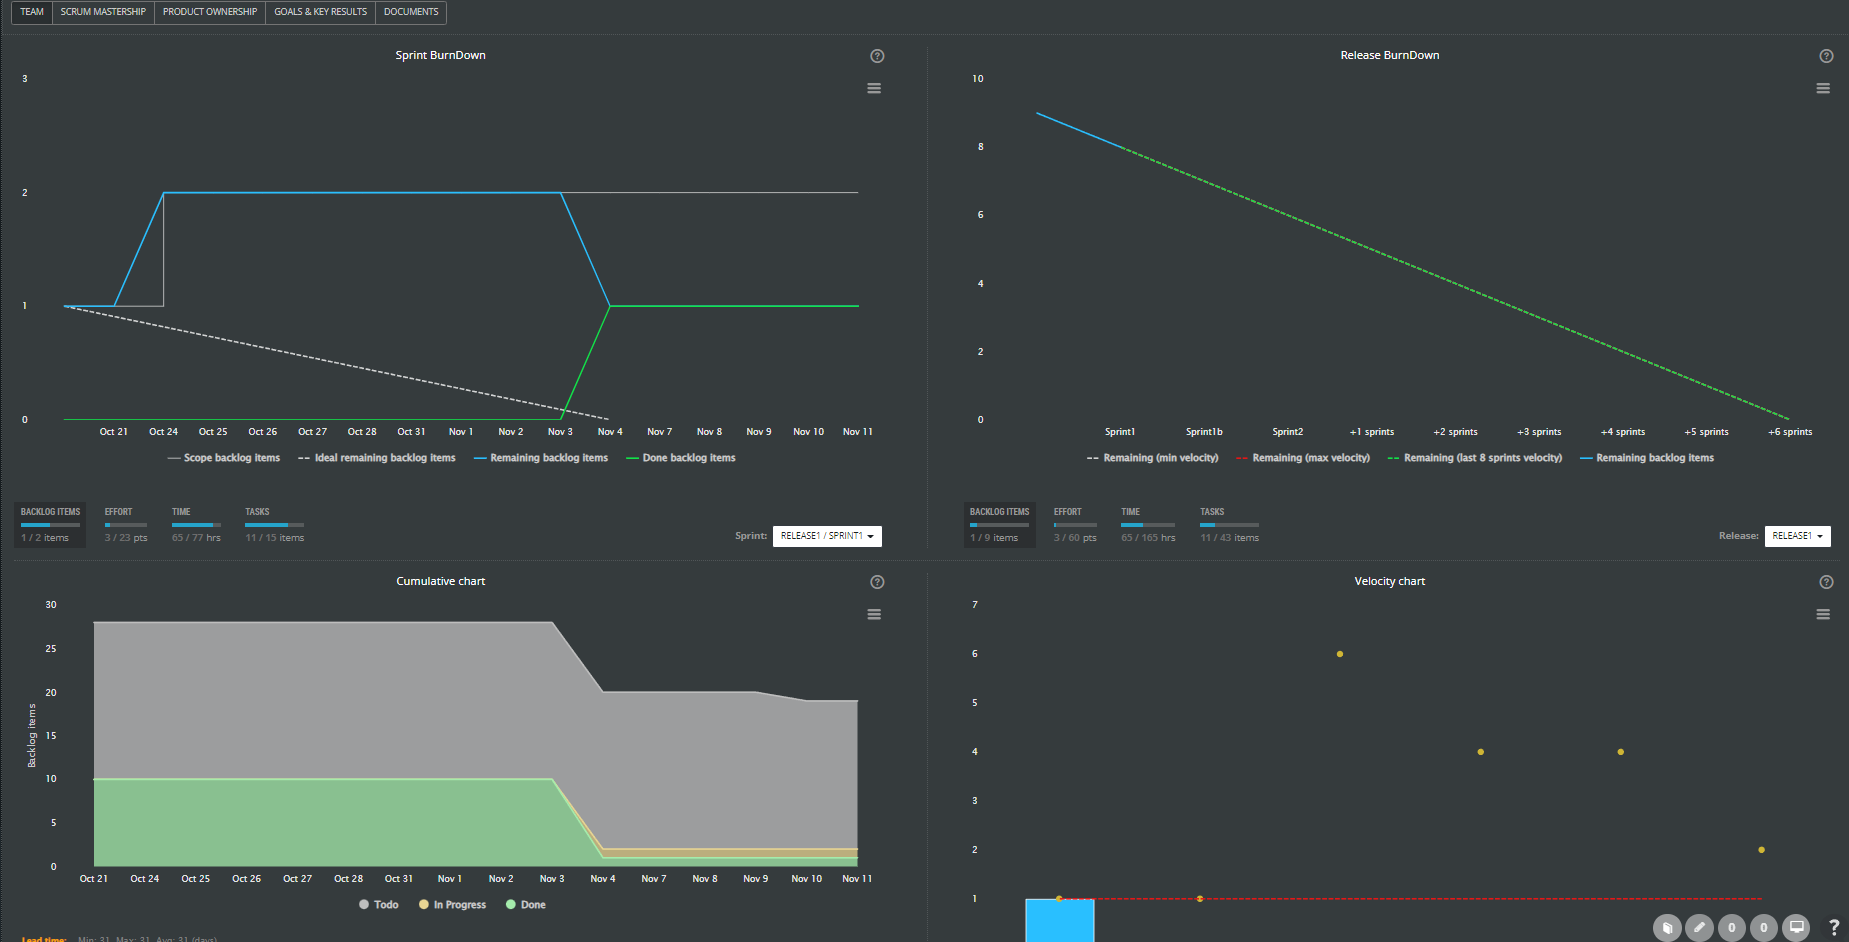 TEAM SCRUM MASTERSHIP PRODUCT OWNERSHIP GOALS & KEY RESULTS DOCUMENTS
Sprint BurnDown
3
2
1
0
Oct 21 Oct 24 Oct 25 Oct 26 Oct 27 Oct 28 Oct 31 Nov 1 Nov 2 Nov 3 Nov 4 Nov 7 Nov 8 Nov 9 Nov 10 Nov 11
Scope backlog items Ideal remaining backlog items Remaining backlog items Done backlog items
BACKLOG ITEMS EFFORT TIME TASKS
1 / 2 items 3 / 23 pts 65 / 77 hrs 11 / 15 items
Sprint: RELEASE1 / SPRINT1
Release BurnDown
10
8
6
4
2
0
Sprint1 Sprint1b Sprint2 +1 sprints +2 sprints +3 sprints +4 sprints +5 sprints +6 sprints
Remaining (min velocity) Remaining (max velocity) Remaining (last 8 sprints velocity) Remaining backlog items
BACKLOG ITEMS EFFORT TIME TASKS
1 / 9 items 3 / 60 pts 65 / 165 hrs 11 / 43 items
Release: RELEASE1
Cumulative chart
Backlog items
30
25
20
15
10
5
0
Oct 21 Oct 24 Oct 25 Oct 26 Oct 27 Oct 28 Oct 31 Nov 1 Nov 2 Nov 3 Nov 4 Nov 7 Nov 8 Nov 9 Nov 10 Nov 11
Todo In Progress Done
Lead time: Min: 31 Max: 31 Avg: 31 (days)
Velocity chart
7
6
5
4
3
2
1
0 0 ?